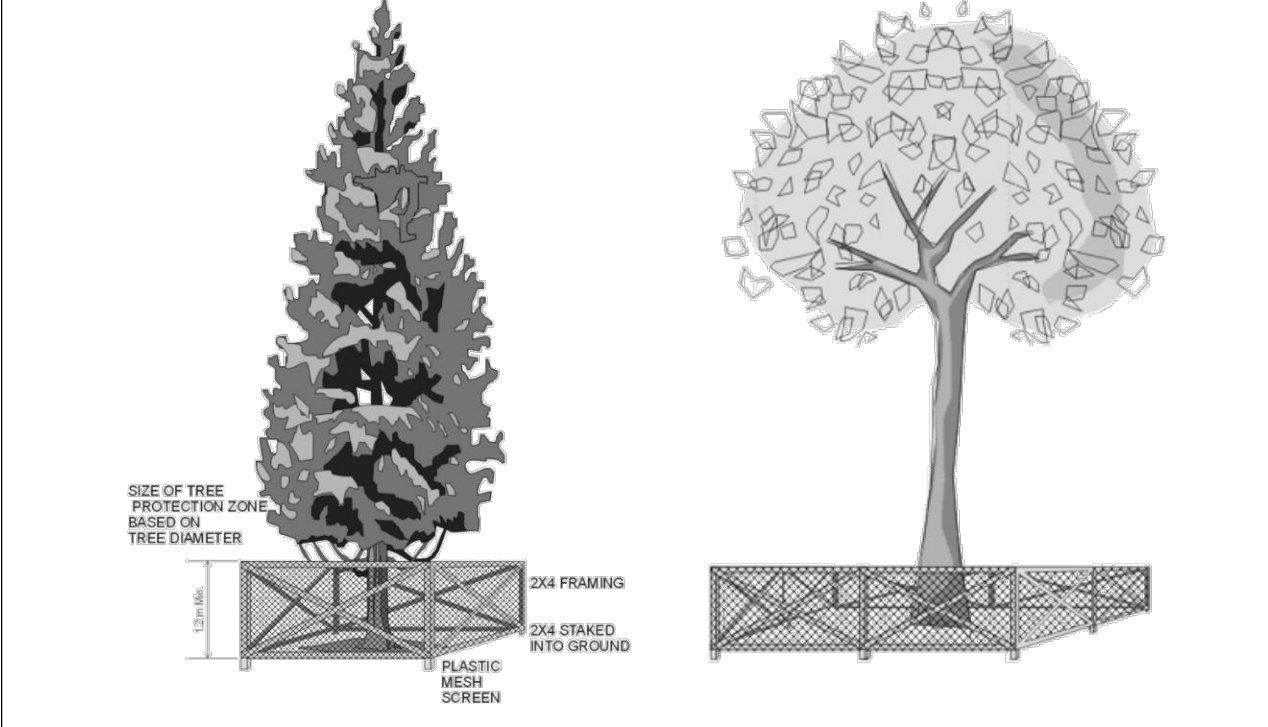 SIZE OF TREE
PROTECTION ZONE
BASED ON
TREE DIAMETER
1.2m Min.
2X4 FRAMING
2X4 STAKED
INTO GROUND
PLASTIC
MESH
SCREEN